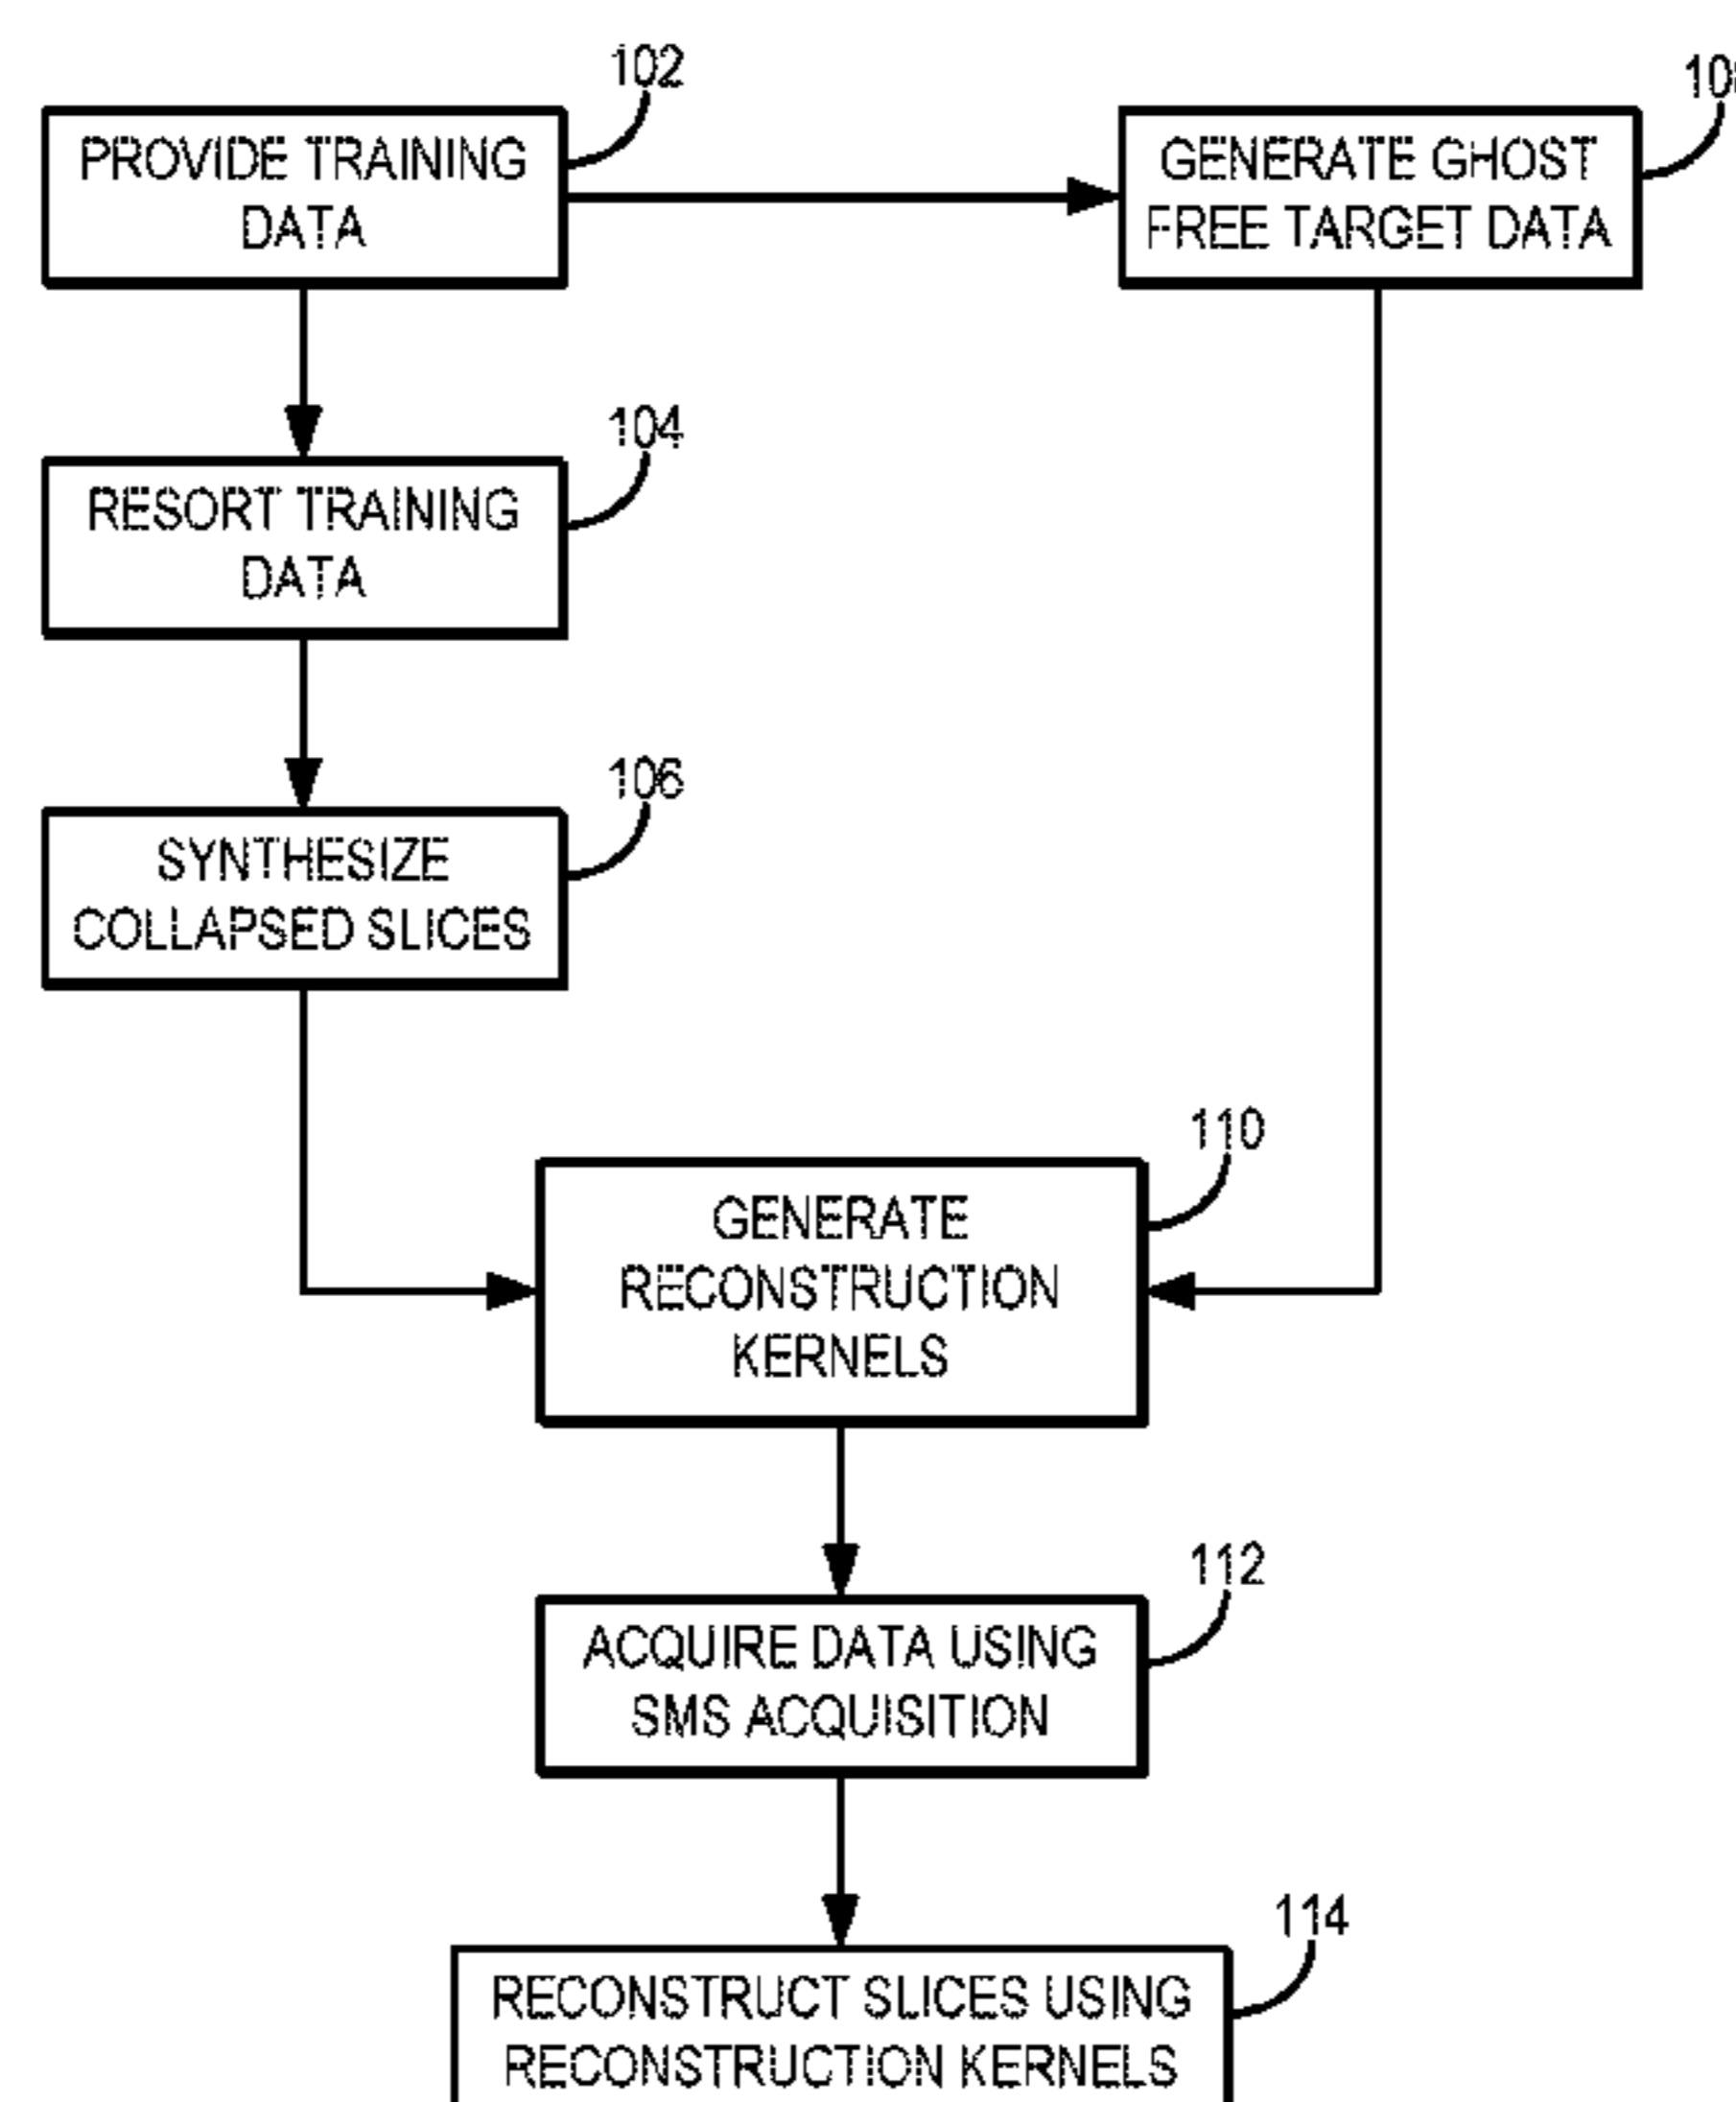 102
PROVIDE TRAINING
DATA
GENERATE GHOST
FREE TARGET DATA
104
RESORT TRAINING
DATA
106
SYNTHESIZE
COLLAPSED SLICES
110
GENERATE
RECONSTRUCTION
KERNELS
112
ACQUIRE DATA USING
SMS ACQUISITION
114
RECONSTRUCT SLICES USING
RECONSTRUCTION KERNELS